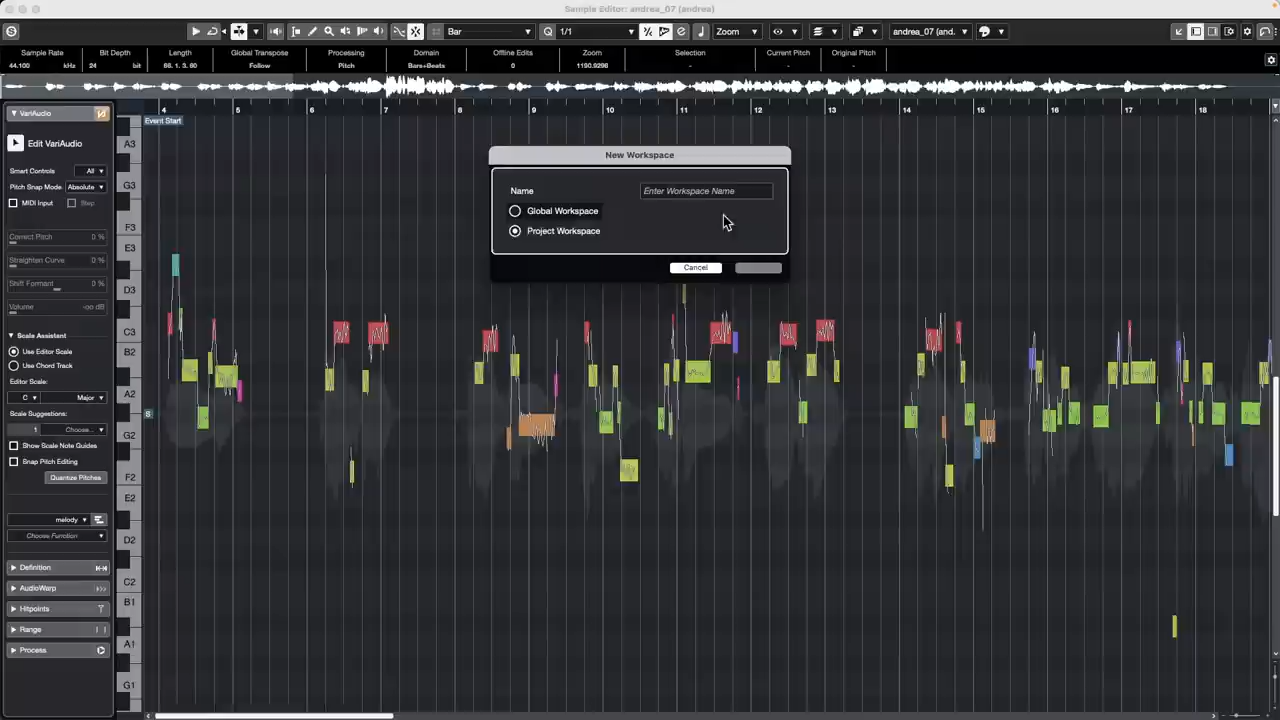 Sample Editor: andrea_07 (andrea)
Bar
1/1
Zoom
andrea_07 (and.
Sample Rate Bit Depth Length Global Transpose Processing Domain Offline Edits Zoom Selection Current Pitch Original Pitch
44.100 kHz 24 bit 66. 1. 3. 60 Follow Pitch Bars+Beats 0 1190.9296 - - -
4 5 6 7 8 9 10 11 12 13 14 15 16 17 18
Event Start
VariAudio
Edit VariAudio
Smart Controls All
Pitch Snap Mode: Absolute
MIDI Input Step
Correct Pitch 0 %
Straighten Curve 0 %
Shift Formant 0 %
Volume -oo dB
Scale Assistant
Use Editor Scale
Use Chord Track
Editor Scale:
C Major
Scale Suggestions:
1 Choose...
Show Scale Note Guides
Snap Pitch Editing
Quantize Pitches
melody
Choose Function
Definition
AudioWarp
Hitpoints
Range
Process
A3
G3
F3
E3
D3
C3
B2
A2
G2
F2
E2
D2
C2
B1
A1
G1
S
New Workspace
Name Enter Workspace Name
Global Workspace
Project Workspace
Cancel